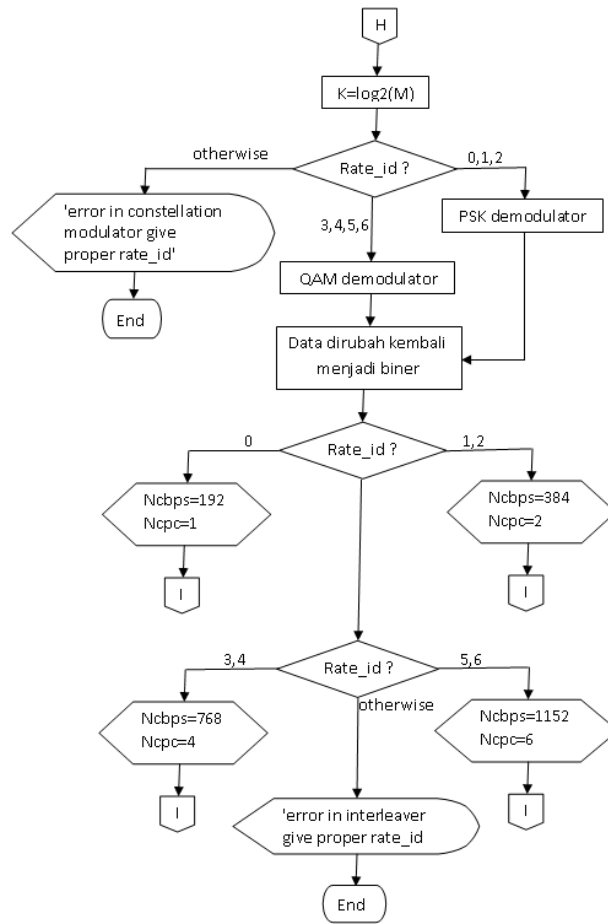 H
K=log2(M)
otherwise
Rate_id ?
0,1,2
'error in constellation
modulator give
proper rate_id'
3,4,5,6
PSK demodulator
End
QAM demodulator
Data dirubah kembali
menjadi biner
0
Rate_id ?
1,2
Ncbps=192
Ncpc=1
Ncbps=384
Ncpc=2
I
I
3,4
Rate_id ?
5,6
otherwise
Ncbps=768
Ncpc=4
Ncbps=1152
Ncpc=6
I
I
'error in interleaver
give proper rate_id
End